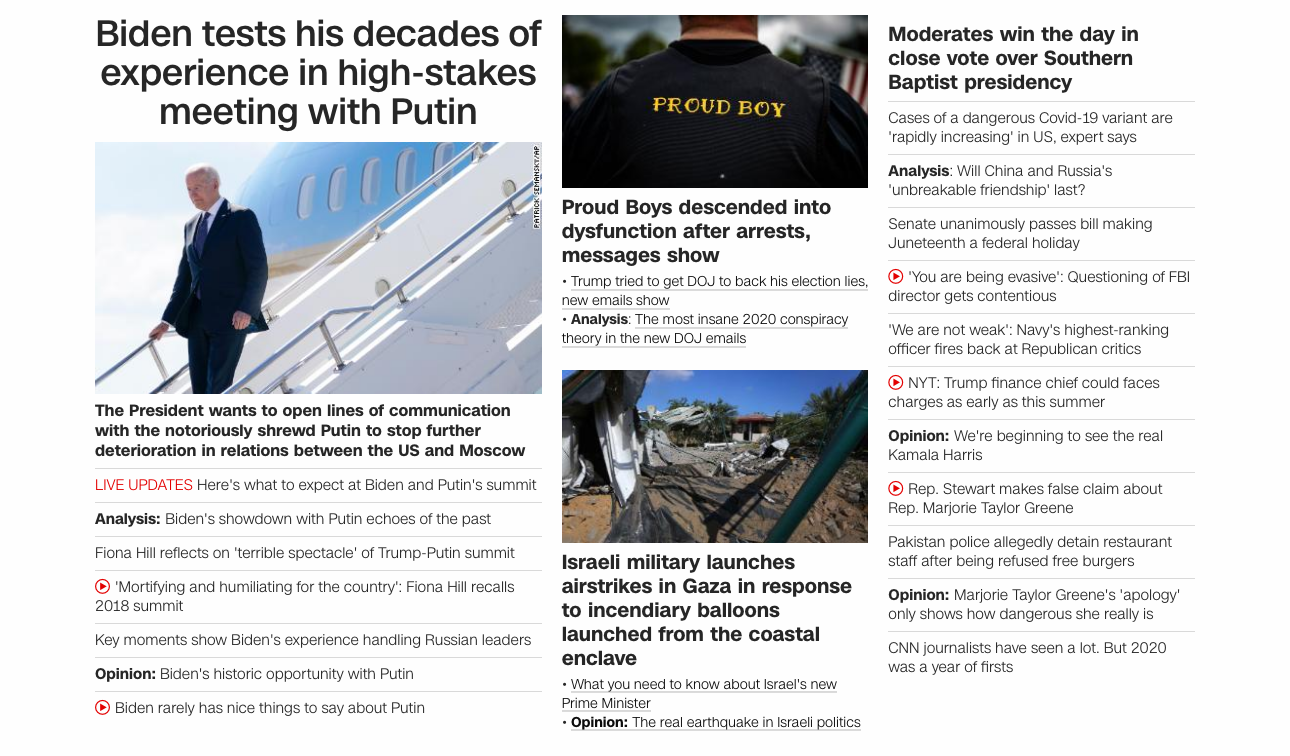 Biden tests his decades of
experience in high-stakes
meeting with Putin
PATRICK SEMANSKY/AP
The President wants to open lines of communication
with the notoriously shrewd Putin to stop further
deterioration in relations between the US and Moscow
LIVE UPDATES Here's what to expect at Biden and Putin's summit
Analysis: Biden's showdown with Putin echoes of the past
Fiona Hill reflects on 'terrible spectacle' of Trump-Putin summit
'Mortifying and humiliating for the country': Fiona Hill recalls
2018 summit
Key moments show Biden's experience handling Russian leaders
Opinion: Biden's historic opportunity with Putin
Biden rarely has nice things to say about Putin
PROUD BOY
Proud Boys descended into
dysfunction after arrests,
messages show
• Trump tried to get DOJ to back his election lies,
new emails show
• Analysis: The most insane 2020 conspiracy
theory in the new DOJ emails
Israeli military launches
airstrikes in Gaza in response
to incendiary balloons
launched from the coastal
enclave
• What you need to know about Israel's new
Prime Minister
• Opinion: The real earthquake in Israeli politics
Moderates win the day in
close vote over Southern
Baptist presidency
Cases of a dangerous Covid-19 variant are
'rapidly increasing' in US, expert says
Analysis: Will China and Russia's
'unbreakable friendship' last?
Senate unanimously passes bill making
Juneteenth a federal holiday
'You are being evasive': Questioning of FBI
director gets contentious
'We are not weak': Navy's highest-ranking
officer fires back at Republican critics
NYT: Trump finance chief could faces
charges as early as this summer
Opinion: We're beginning to see the real
Kamala Harris
Rep. Stewart makes false claim about
Rep. Marjorie Taylor Greene
Pakistan police allegedly detain restaurant
staff after being refused free burgers
Opinion: Marjorie Taylor Greene's 'apology'
only shows how dangerous she really is
CNN journalists have seen a lot. But 2020
was a year of firsts